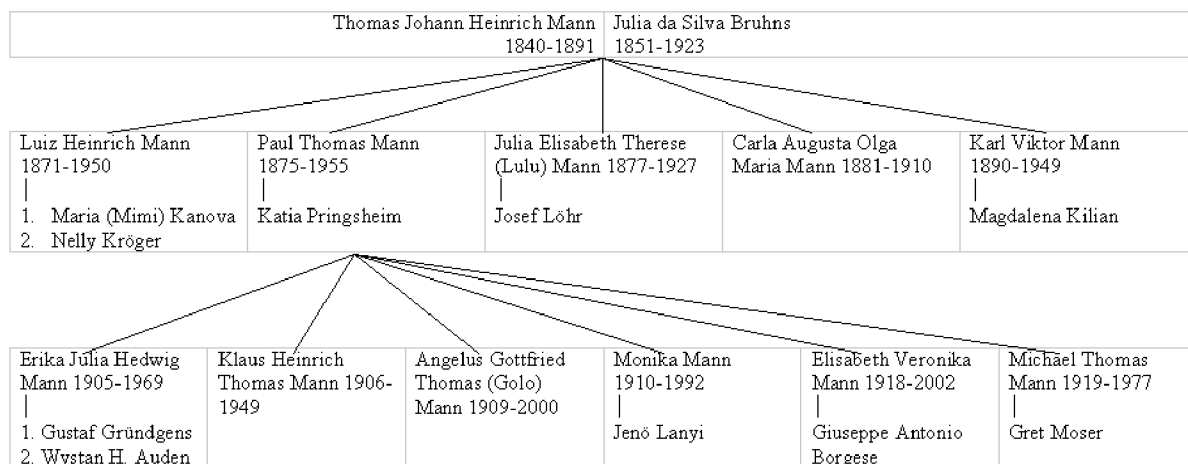 Thomas Johann Heinrich Mann
1840-1891
Julia da Silva Bruhns
1851-1923
Luiz Heinrich Mann
1871-1950
1. Maria (Mimi) Kanova
2. Nelly Kröger
Paul Thomas Mann
1875-1955
Katia Pringsheim
Julia Elisabeth Therese
(Lulu) Mann 1877-1927
Josef Löhr
Carla Augusta Olga
Maria Mann 1881-1910
Karl Viktor Mann
1890-1949
Magdalena Kilian
Erika Julia Hedwig
Mann 1905-1969
1. Gustaf Gründgens
2. Wystan H. Auden
Klaus Heinrich
Thomas Mann 1906-
1949
Angelus Gottfried
Thomas (Golo)
Mann 1909-2000
Monika Mann
1910-1992
Jenö Lanyi
Elisabeth Veronika
Mann 1918-2002
Giuseppe Antonio
Borgese
Michael Thomas
Mann 1919-1977
Gret Moser